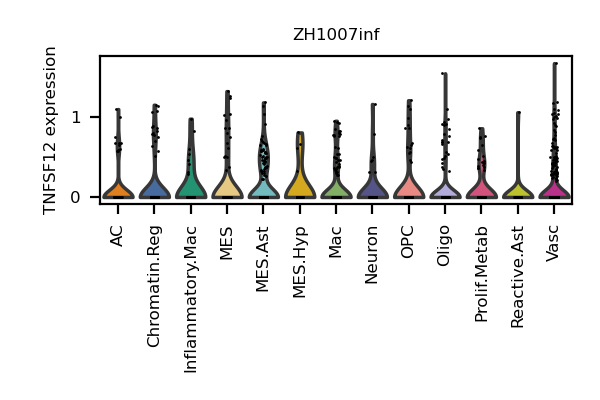 ZH1007inf
TNFSF12 expression
1
0
AC
Chromatin.Reg
Inflammatory.Mac
MES
MES.Ast
MES.Hyp
Mac
Neuron
OPC
Oligo
Prolif.Metab
Reactive.Ast
Vasc